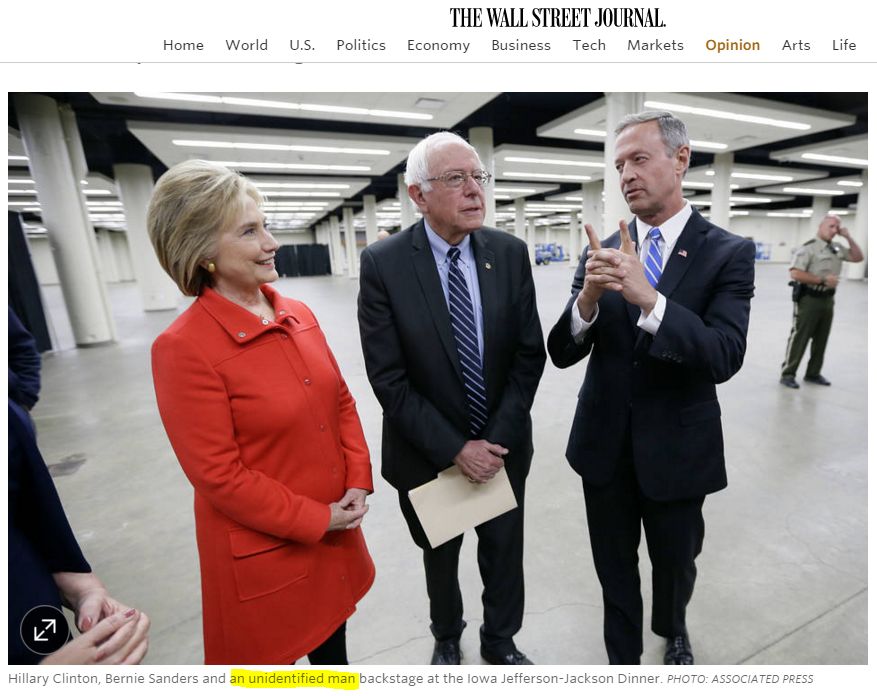 THE WALL STREET JOURNAL.
Home World U.S. Politics Economy Business Tech Markets Opinion Arts Life
Hillary Clinton, Bernie Sanders and an unidentified man backstage at the Iowa Jefferson-Jackson Dinner. PHOTO: ASSOCIATED PRESS